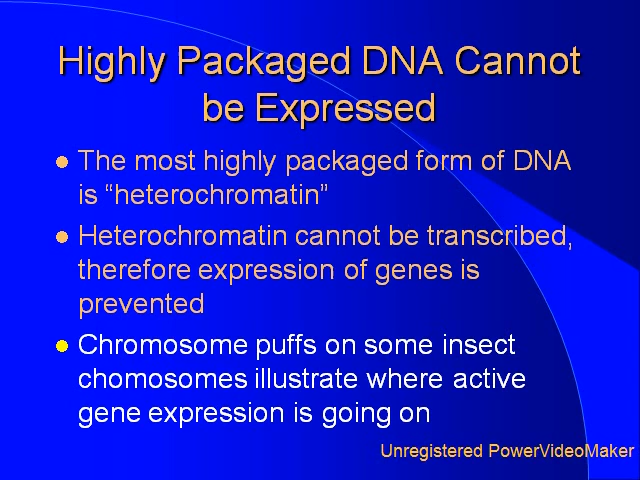 Highly Packaged DNA Cannot
be Expressed
The most highly packaged form of DNA
is “heterochromatin”
Heterochromatin cannot be transcribed,
therefore expression of genes is
prevented
Chromosome puffs on some insect
chomosomes illustrate where active
gene expression is going on
Unregistered PowerVideoMaker